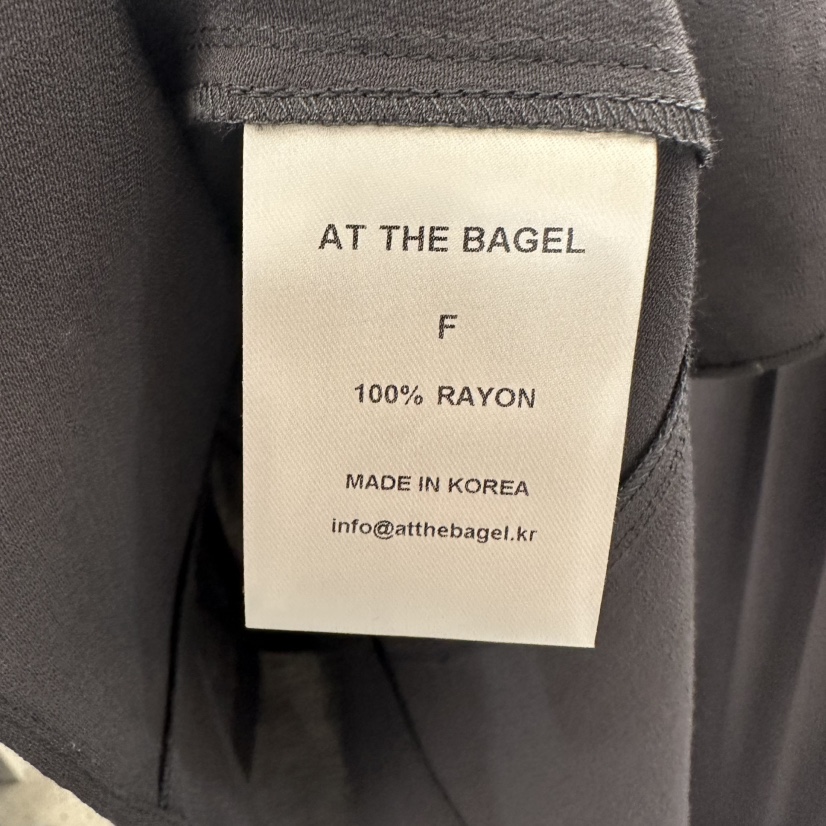 AT THE BAGEL
F
100% RAYON
MADE IN KOREA
info@atthebagel.kr